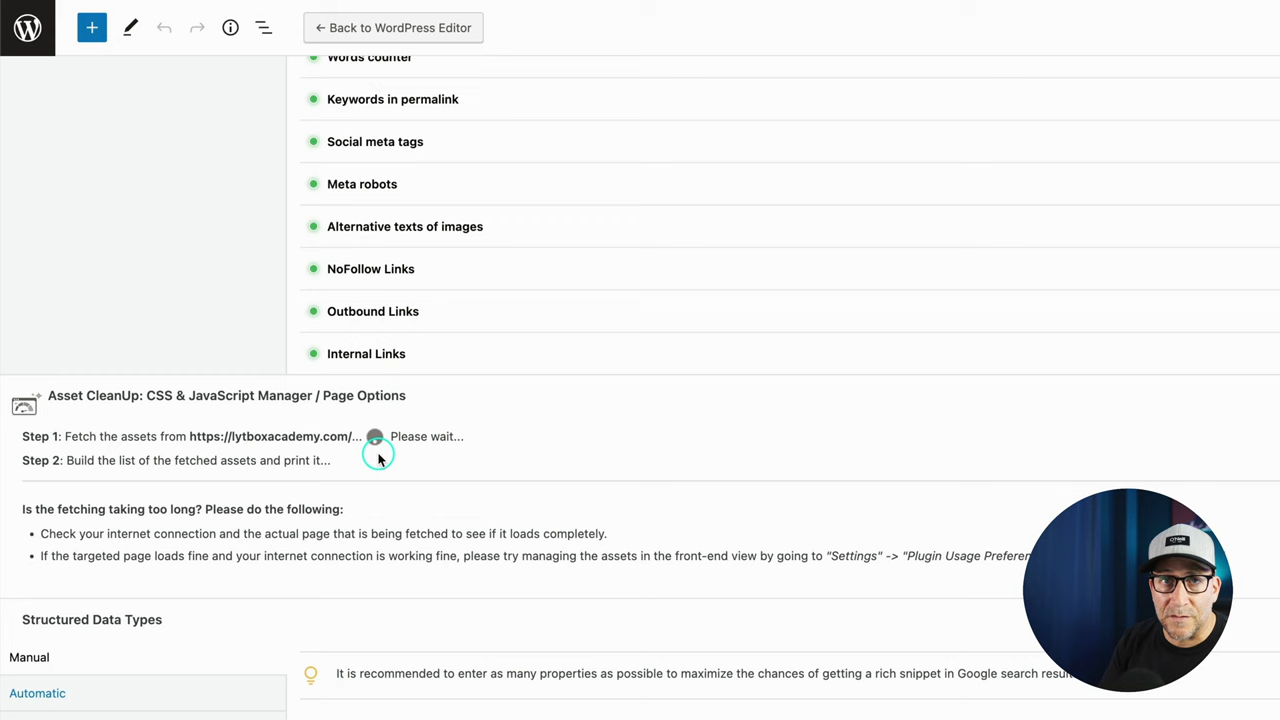 ← Back to WordPress Editor
Words counter
Keywords in permalink
Social meta tags
Meta robots
Alternative texts of images
NoFollow Links
Outbound Links
Internal Links
Asset CleanUp: CSS & JavaScript Manager / Page Options
Step 1: Fetch the assets from https://lytboxacademy.com/... Please wait...
Step 2: Build the list of the fetched assets and print it...
Is the fetching taking too long? Please do the following:
• Check your internet connection and the actual page that is being fetched to see if it loads completely.
• If the targeted page loads fine and your internet connection is working fine, please try managing the assets in the front-end view by going to "Settings" -> "Plugin Usage
Structured Data Types
Manual
It is recommended to enter as many properties as possible to maximize the chances of getting a rich snippet in Google search
Automatic